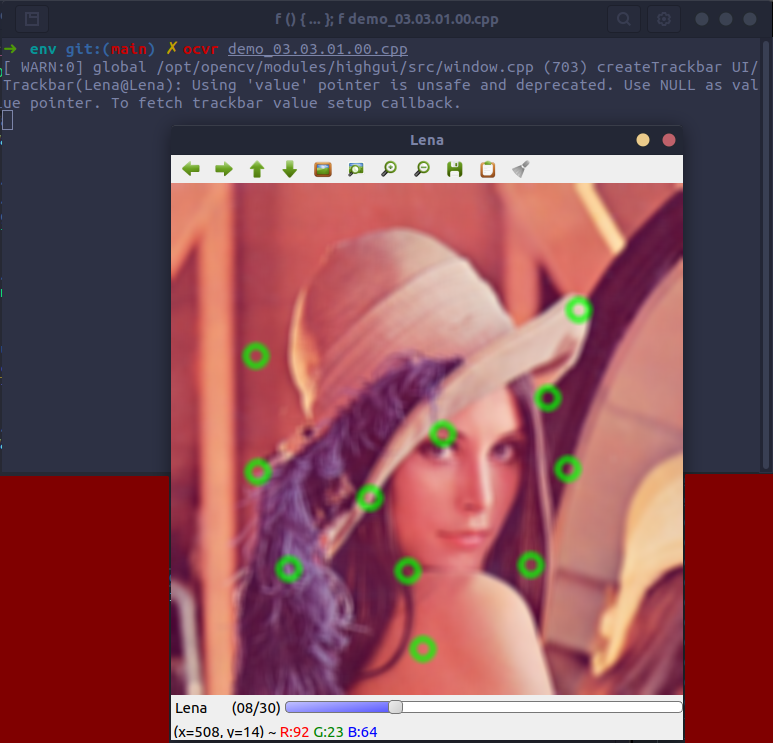 f () { ... }; f demo_03.03.01.00.cpp
➜ env git:(main) ✗ ocvr demo_03.03.01.00.cpp
[ WARN:0] global /opt/opencv/modules/highgui/src/window.cpp (703) createTrackbar UI/
Trackbar(Lena@Lena): Using 'value' pointer is unsafe and deprecated. Use NULL as val
ue pointer. To fetch trackbar value setup callback.
Lena
Lena (08/30)
(x=508, y=14) ~ R:92 G:23 B:64